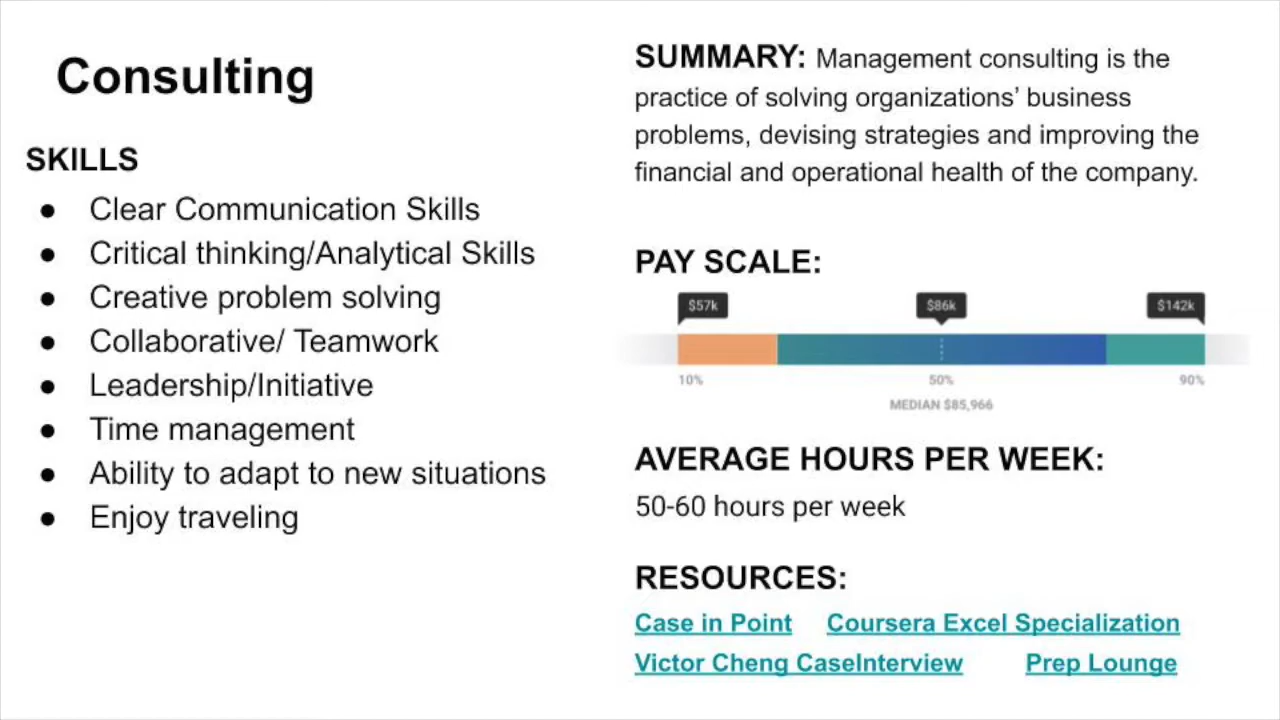 Consulting
SKILLS
● Clear Communication Skills
● Critical thinking/Analytical Skills
● Creative problem solving
● Collaborative/ Teamwork
● Leadership/Initiative
● Time management
● Ability to adapt to new situations
● Enjoy traveling
SUMMARY: Management consulting is the
practice of solving organizations’ business
problems, devising strategies and improving the
financial and operational health of the company.
PAY SCALE:
$57k $86k $142k
10% 50% 90%
MEDIAN $85,966
AVERAGE HOURS PER WEEK:
50-60 hours per week
RESOURCES:
Case in Point Coursera Excel Specialization
Victor Cheng CaseInterview Prep Lounge